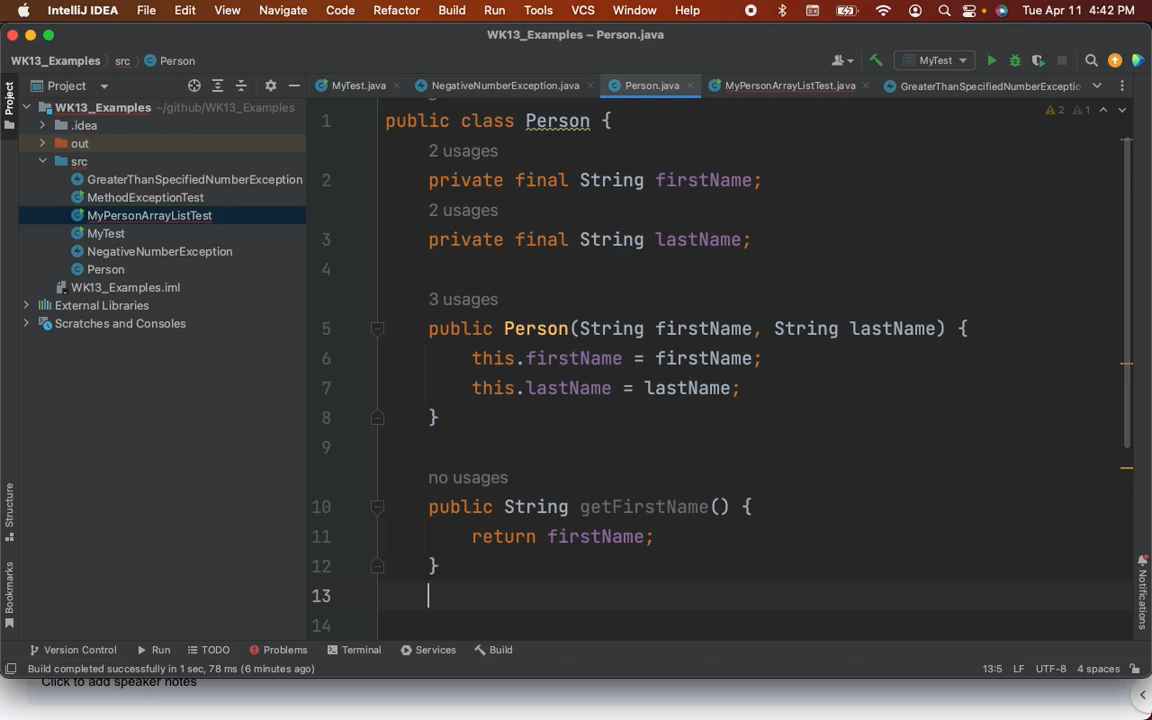 IntelliJ IDEA File Edit View Navigate Code Refactor Build Run Tools VCS Window Help Tue Apr 11 4:42 PM
WK13_Examples – Person.java
WK13_Examples src Person MyTest
Project MyTest.java NegativeNumberException.java Person.java MyPersonArrayListTest.java GreaterThanSpecifiedNumberExceptic
Project
WK13_Examples ~/github/WK13_Examples
.idea
out
src
GreaterThanSpecifiedNumberException
MethodExceptionTest
MyPersonArrayListTest
MyTest
NegativeNumberException
Person
WK13_Examples.iml
External Libraries
Scratches and Consoles
Structure
Bookmarks
2 1
1 public class Person {
2 usages
2 private final String firstName;
2 usages
3 private final String lastName;
4
3 usages
5 public Person(String firstName, String lastName) {
6 this.firstName = firstName;
7 this.lastName = lastName;
8 }
9
no usages
10 public String getFirstName() {
11 return firstName;
12 }
13
14
Notifications
Version Control Run TODO Problems Terminal Services Build
Build completed successfully in 1 sec, 78 ms (6 minutes ago) 13:5 LF UTF-8 4 spaces
Click to add speaker notes